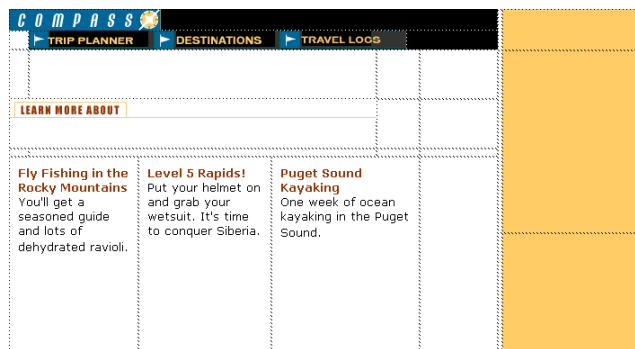 COMPASS
TRIP PLANNER DESTINATIONS TRAVEL LOGS
LEARN MORE ABOUT
Fly Fishing in the
Rocky Mountains
You'll get a
seasoned guide
and lots of
dehydrated ravioli.
Level 5 Rapids!
Put your helmet on
and grab your
wetsuit. It's time
to conquer Siberia.
Puget Sound
Kayaking
One week of ocean
kayaking in the Puget
Sound.